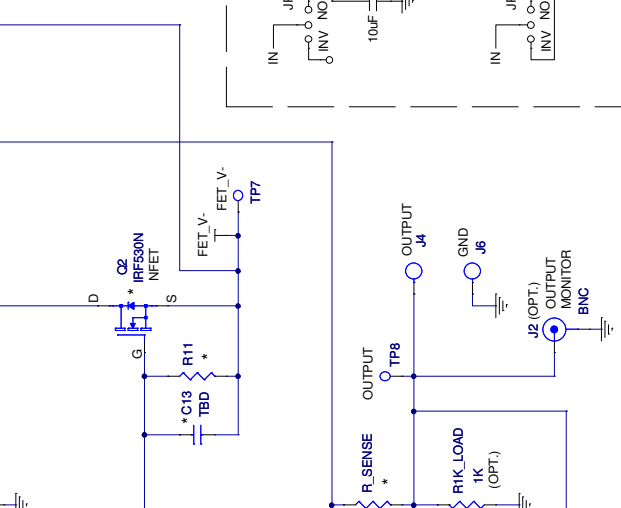 IN
INV
NO
10uF
IN
INV
NO
FET_V-
TP7
FET_V-
Q2
IRF530N
NFET
*
D
S
G
R11
*
*
C13
TBD
OUTPUT
J4
GND
J6
J2 (OPT.)
OUTPUT
MONITOR
BNC
OUTPUT
TP8
R_SENSE
*
R1K_LOAD
1K
(OPT.)